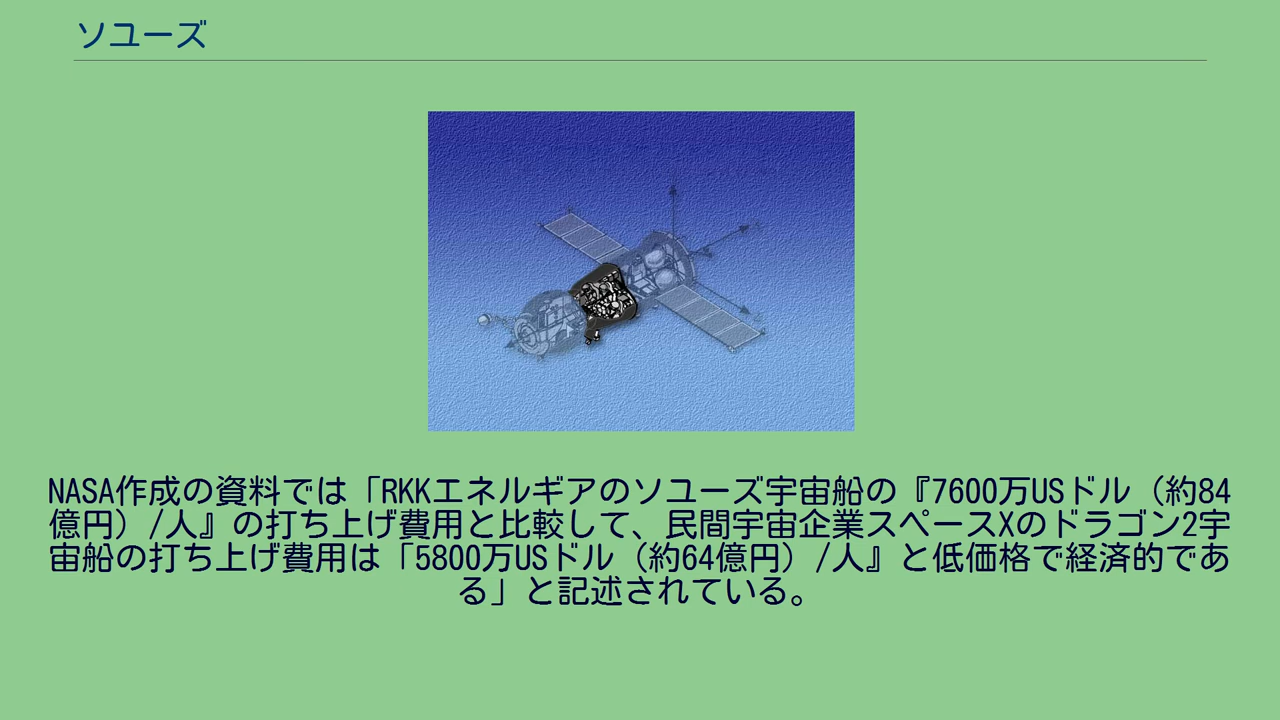 ソユーズ
NASA作成の資料では「RKKエネルギアのソユーズ宇宙船の『7600万USドル（約84
億円）/人』の打ち上げ費用と比較して、民間宇宙企業スペースXのドラゴン2宇
宙船の打ち上げ費用は「5800万USドル（約64億円）/人』と低価格で経済的であ
る」と記述されている。